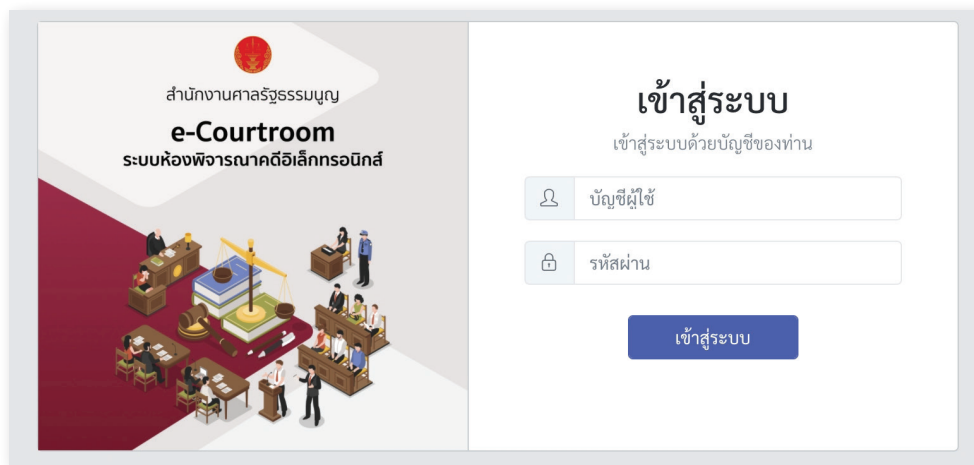 สำนักงานศาลรัฐธรรมนูญ
e-Courtroom
ระบบห้องพิจารณาคดีอิเล็กทรอนิกส์
เข้าสู่ระบบ
เข้าสู่ระบบด้วยบัญชีของท่าน
บัญชีผู้ใช้
รหัสผ่าน
เข้าสู่ระบบ